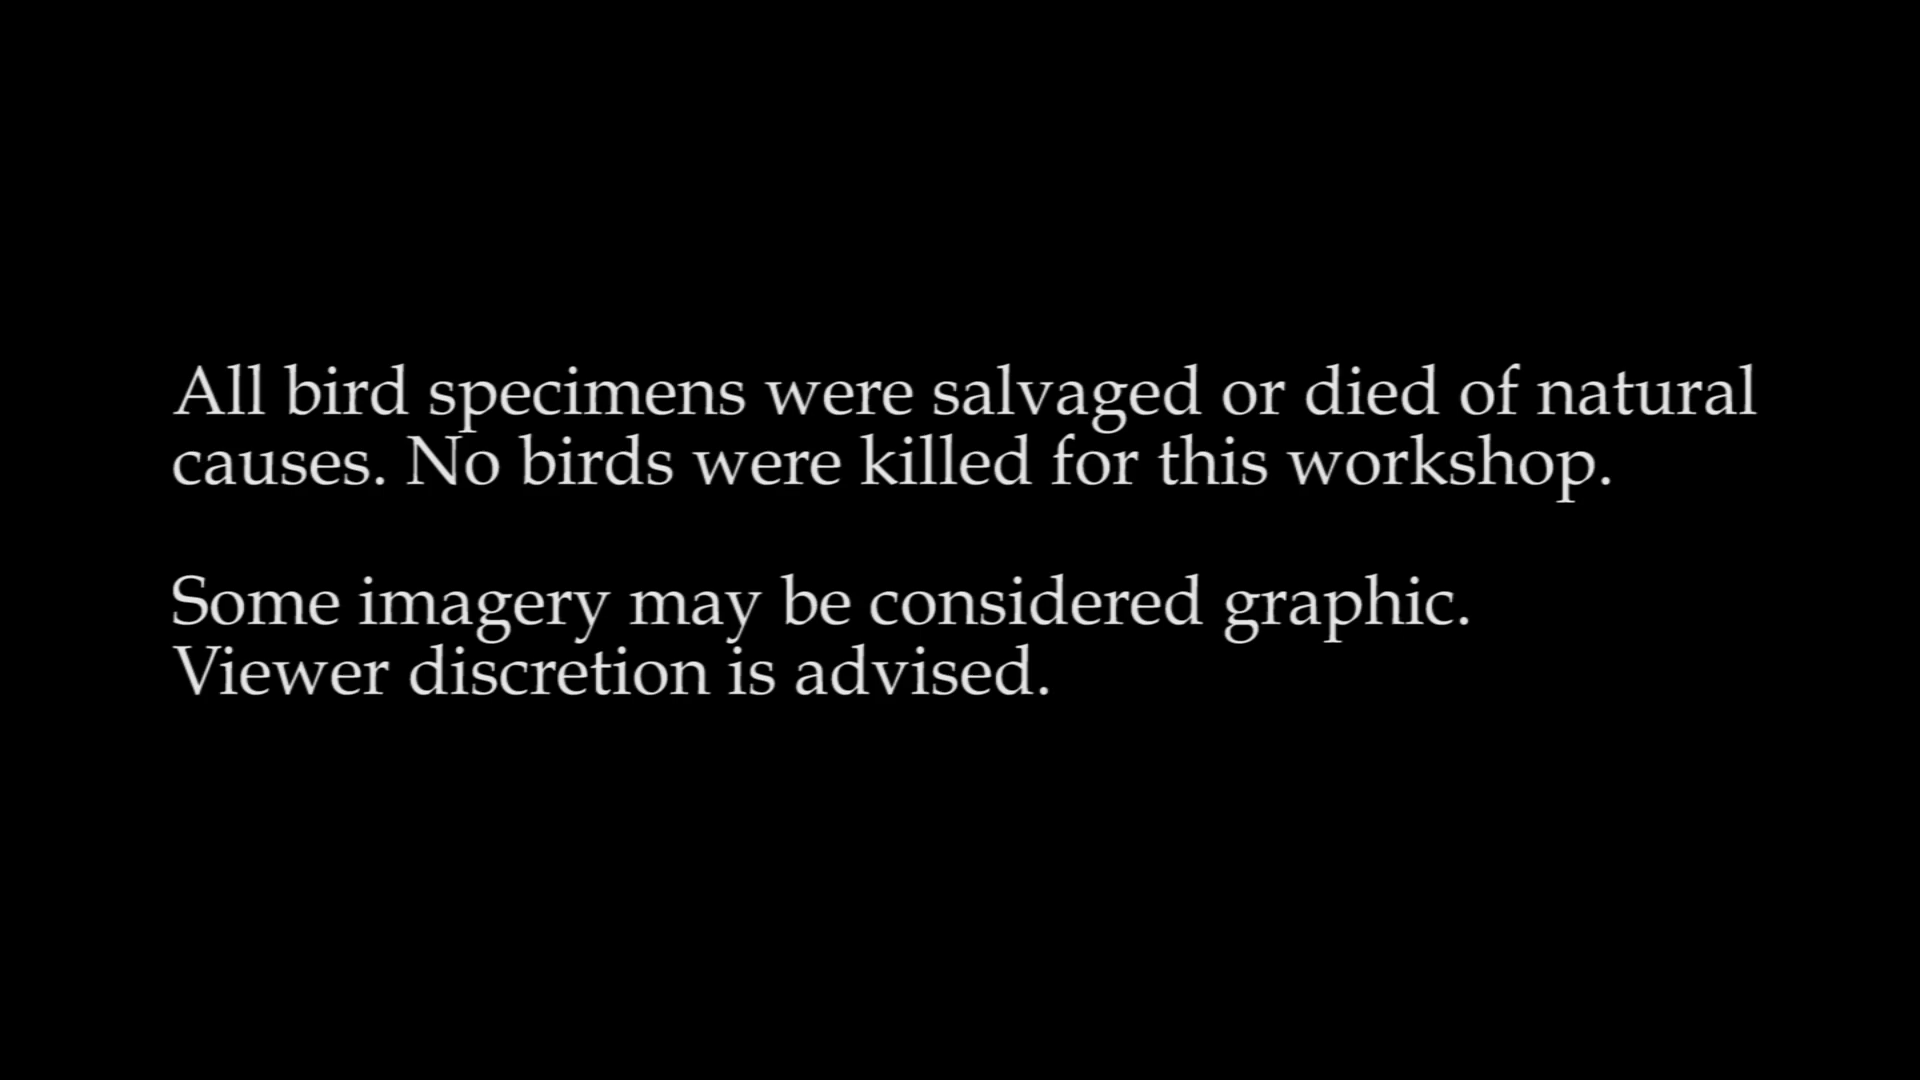 All bird specimens were salvaged or died of natural
causes. No birds were killed for this workshop.
Some imagery may be considered graphic.
Viewer discretion is advised.